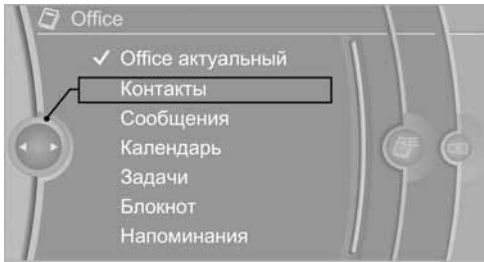 Office
✓ Office актуальный
Контакты
Сообщения
Календарь
Задачи
Блокнот
Напоминания